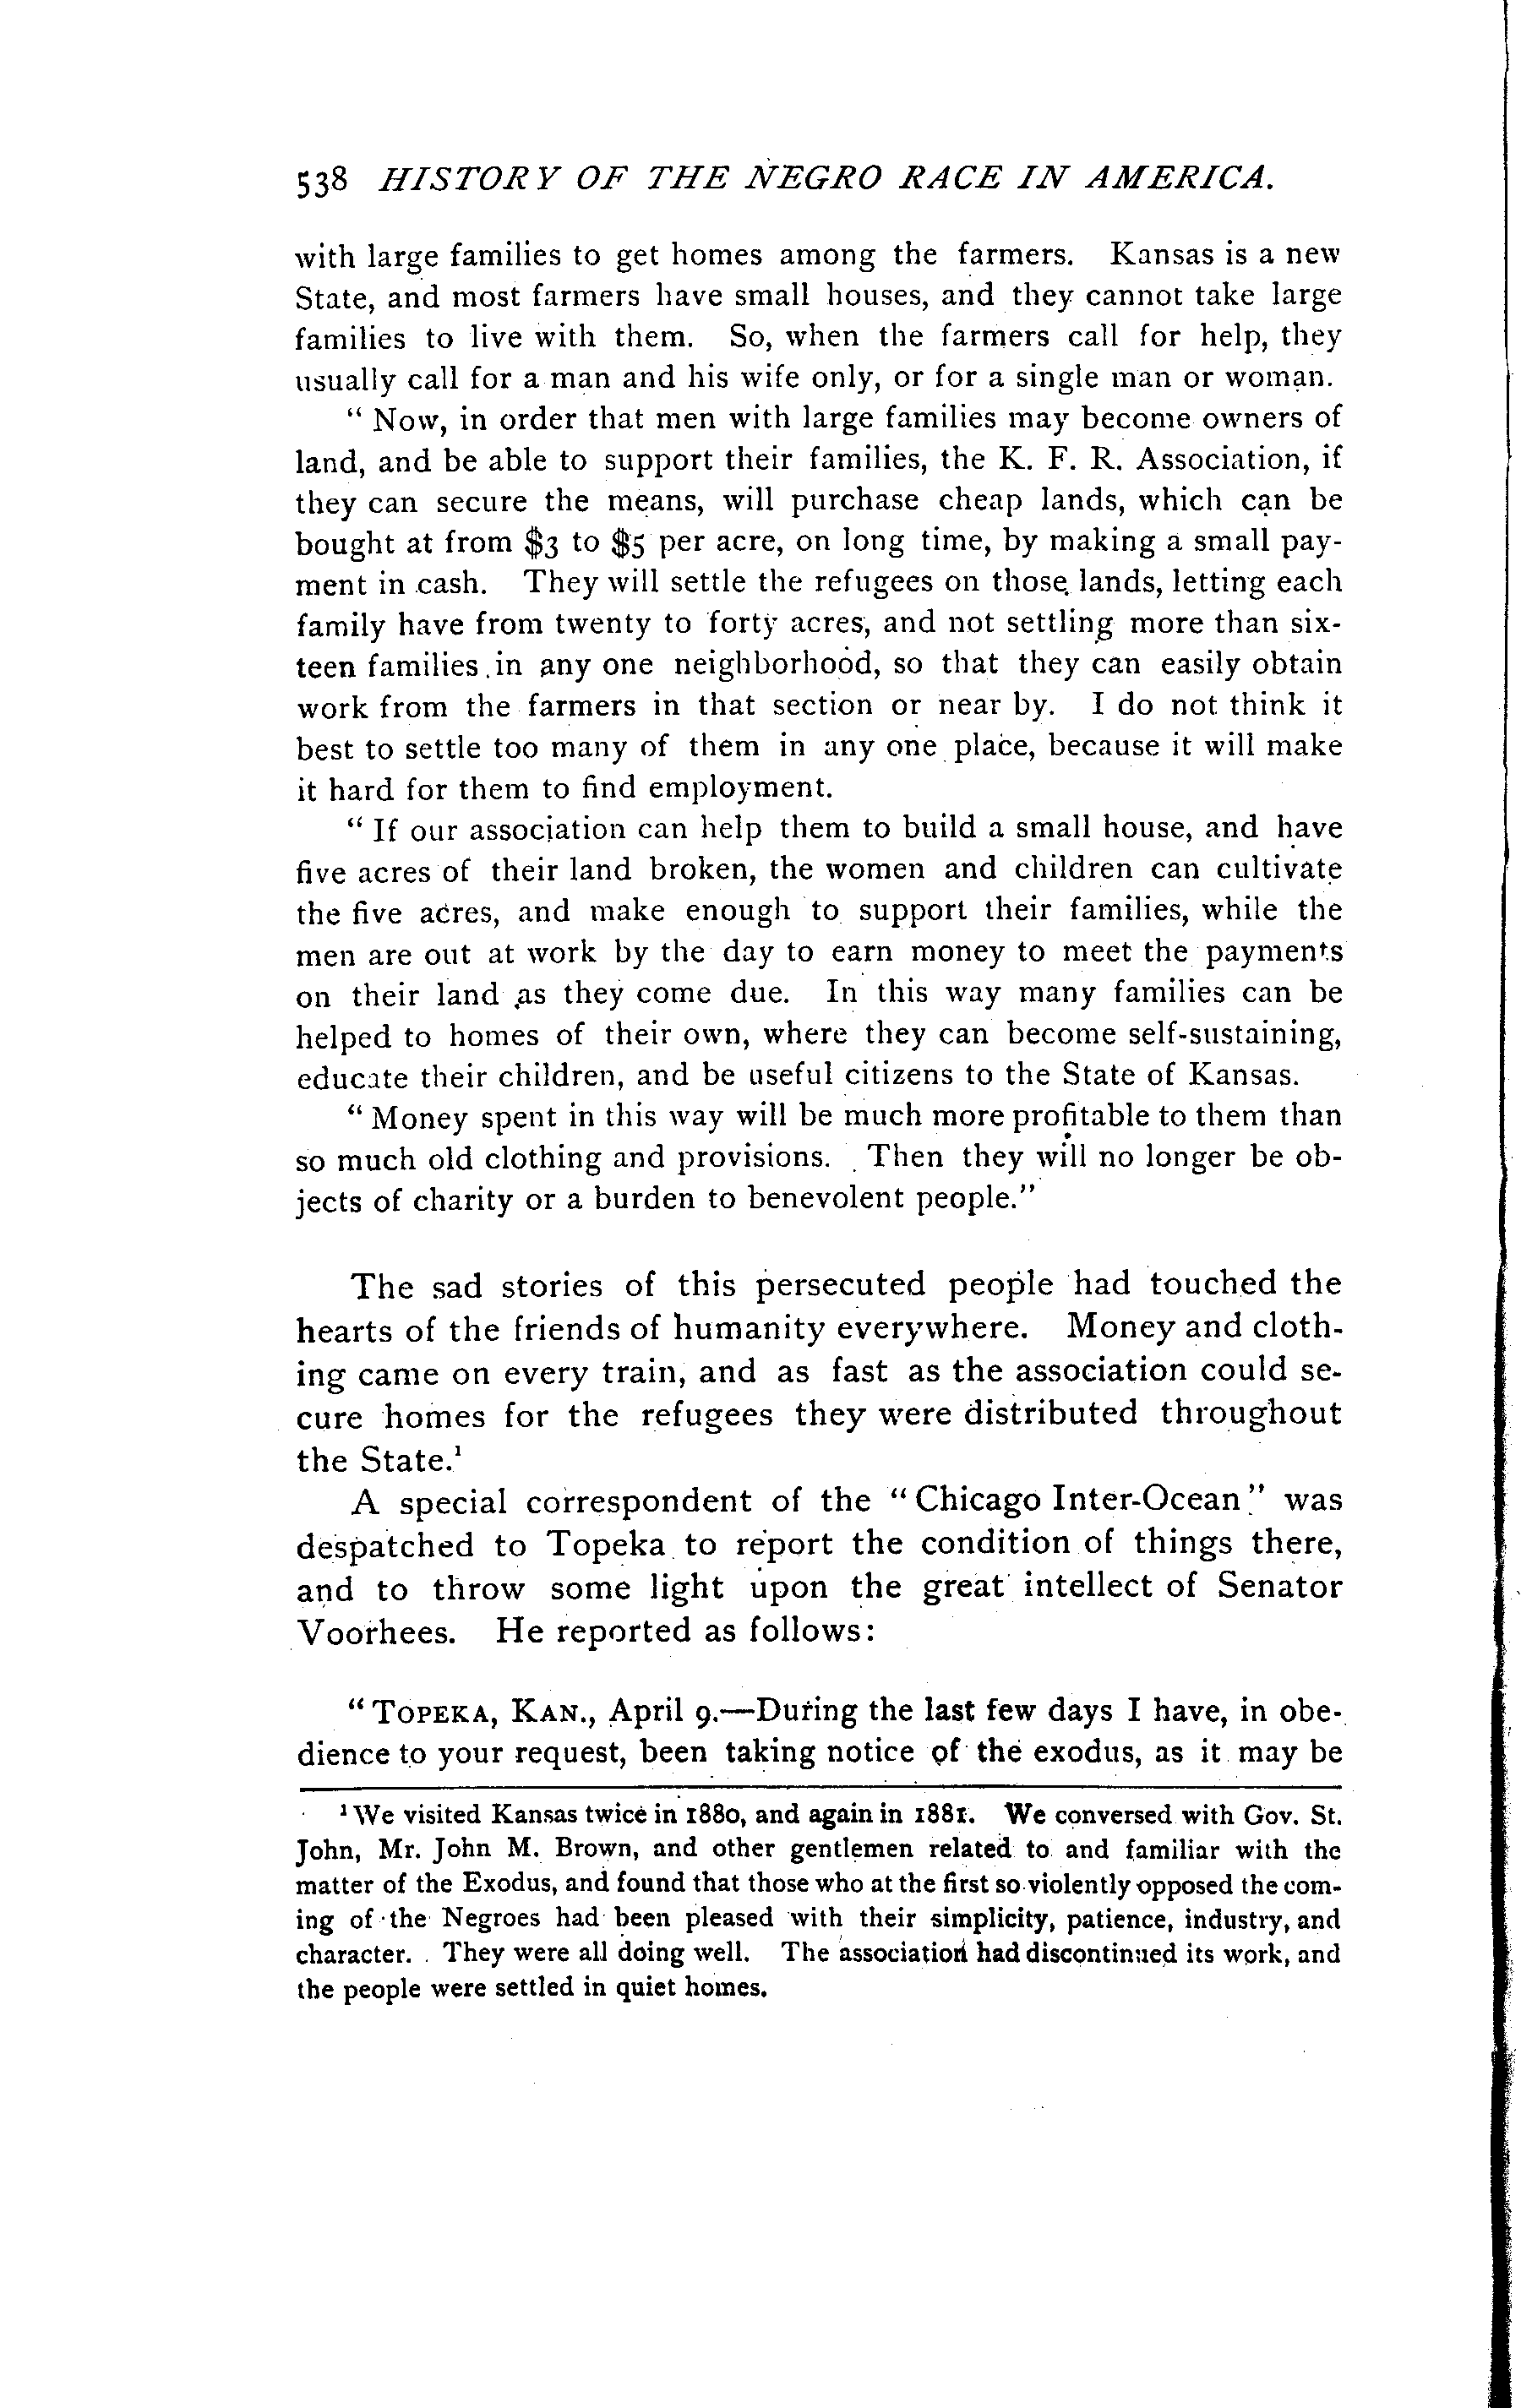 538 HISTORY OF THE NEGRO RACE IN AMERICA.
with large families to get homes among the farmers. Kansas is a new
State, and most farmers have small houses, and they cannot take large
families to live with them. So, when the farmers call for help, they
usually call for a man and his wife only, or for a single man or woman.
" Now, in order that men with large families may become owners of
land, and be able to support their families, the K. F. R. Association, if
they can secure the means, will purchase cheap lands, which can be
bought at from $3 to $5 per acre, on long time, by making a small pay-
ment in cash. They will settle the refugees on those lands, letting each
family have from twenty to forty acres, and not settling more than six-
teen families in any one neighborhood, so that they can easily obtain
work from the farmers in that section or near by. I do not think it
best to settle too many of them in any one place, because it will make
it hard for them to find employment.
" If our association can help them to build a small house, and have
five acres of their land broken, the women and children can cultivate
the five acres, and make enough to support their families, while the
men are out at work by the day to earn money to meet the payments
on their land as they come due. In this way many families can be
helped to homes of their own, where they can become self-sustaining,
educate their children, and be useful citizens to the State of Kansas.
" Money spent in this way will be much more profitable to them than
so much old clothing and provisions. Then they will no longer be ob-
jects of charity or a burden to benevolent people."
The sad stories of this persecuted people had touched the
hearts of the friends of humanity everywhere. Money and cloth-
ing came on every train, and as fast as the association could se-
cure homes for the refugees they were distributed throughout
the State.¹
A special correspondent of the " Chicago Inter-Ocean" was
despatched to Topeka to report the condition of things there,
and to throw some light upon the great intellect of Senator
Voorhees. He reported as follows:
" TOPEKA, KAN., April 9.—During the last few days I have, in obe-
dience to your request, been taking notice of the exodus, as it may be
¹ We visited Kansas twice in 1880, and again in 1881. We conversed with Gov. St.
John, Mr. John M. Brown, and other gentlemen related to and familiar with the
matter of the Exodus, and found that those who at the first so violently opposed the com-
ing of the Negroes had been pleased with their simplicity, patience, industry, and
character. They were all doing well. The association had discontinued its work, and
the people were settled in quiet homes.